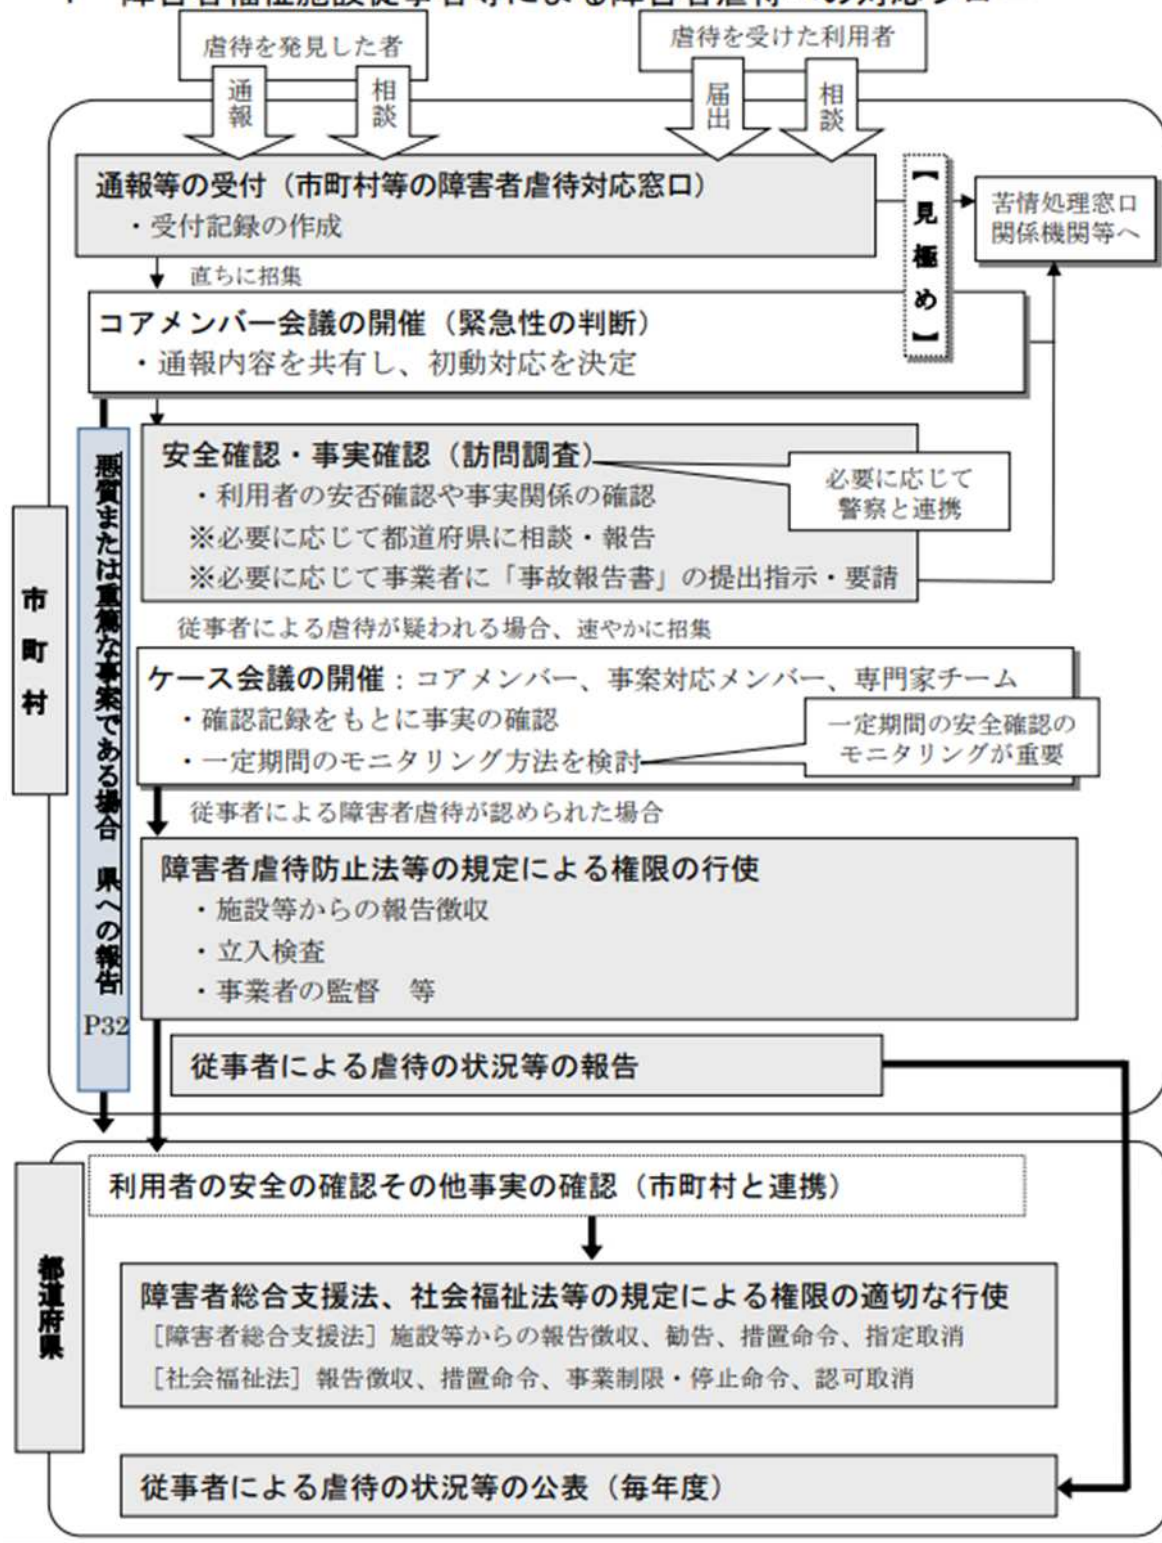 障害者福祉施設従事者等による障害者虐待への対応フロー
虐待を発見した者
虐待を受けた利用者
通報
相談
届出
相談
通報等の受付（市町村等の障害者虐待対応窓口）
・受付記録の作成
【見極め】
苦情処理窓口
関係機関等へ
直ちに招集
コアメンバー会議の開催（緊急性の判断）
・通報内容を共有し、初動対応を決定
市町村
悪質または重篤な事案である場合　県への報告
P32
安全確認・事実確認（訪問調査）
・利用者の安否確認や事実関係の確認
※必要に応じて都道府県に相談・報告
※必要に応じて事業者に「事故報告書」の提出指示・要請
必要に応じて
警察と連携
従事者による虐待が疑われる場合、速やかに招集
ケース会議の開催：コアメンバー、事案対応メンバー、専門家チーム
・確認記録をもとに事実の確認
・一定期間のモニタリング方法を検討
一定期間の安全確認の
モニタリングが重要
従事者による障害者虐待が認められた場合
障害者虐待防止法等の規定による権限の行使
・施設等からの報告徴収
・立入検査
・事業者の監督　等
従事者による虐待の状況等の報告
都道府県
利用者の安全の確認その他事実の確認（市町村と連携）
障害者総合支援法、社会福祉法等の規定による権限の適切な行使
［障害者総合支援法］施設等からの報告徴収、勧告、措置命令、指定取消
［社会福祉法］報告徴収、措置命令、事業制限・停止命令、認可取消
従事者による虐待の状況等の公表（毎年度）